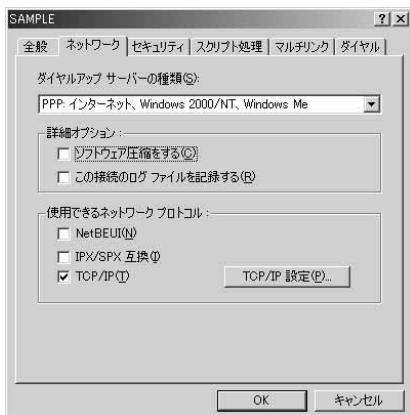 SAMPLE
全般 ネットワーク セキュリティ スクリプト処理 マルチリンク ダイヤル
ダイヤルアップ サーバーの種類(S):
PPP: インターネット、Windows 2000/NT、Windows Me
詳細オプション:
ソフトウェア圧縮をする(C)
この接続のログ ファイルを記録する(R)
使用できるネットワーク プロトコル:
NetBEUI(N)
IPX/SPX 互換(I)
TCP/IP(T) TCP/IP 設定(P)...
OK キャンセル